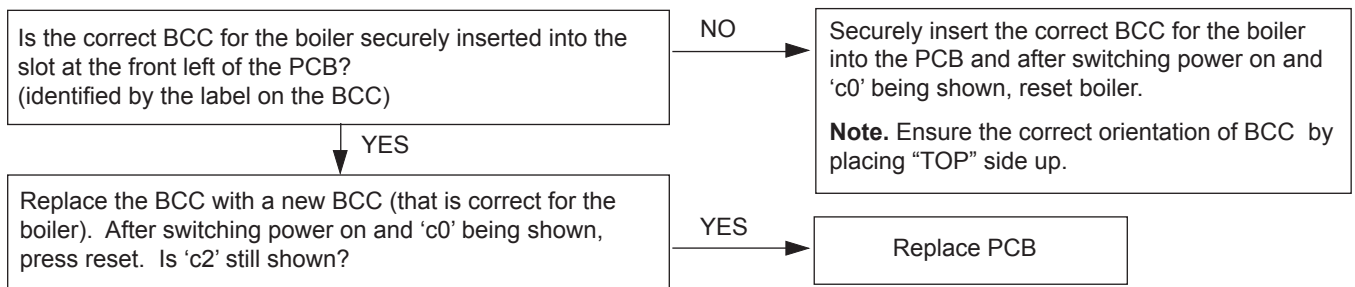 Is the correct BCC for the boiler securely inserted into the
slot at the front left of the PCB?
(identified by the label on the BCC)
NO
Securely insert the correct BCC for the boiler
into the PCB and after switching power on and
‘c0’ being shown, reset boiler.
Note. Ensure the correct orientation of BCC by
placing “TOP” side up.
YES
Replace the BCC with a new BCC (that is correct for the
boiler). After switching power on and ‘c0’ being shown,
press reset. Is ‘c2’ still shown?
YES
Replace PCB